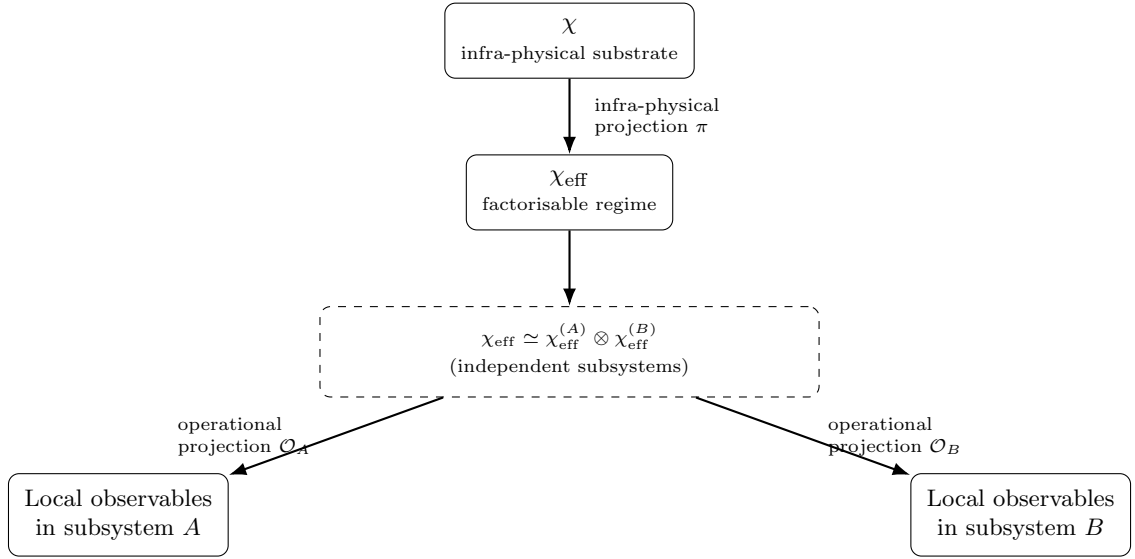 χ
infra-physical substrate
infra-physical
projection π
χ_eff
factorisable regime
χ_eff ≃ χ_eff^(A) ⊗ χ_eff^(B)
(independent subsystems)
operational
projection 𝒪_A
operational
projection 𝒪_B
Local observables
in subsystem A
Local observables
in subsystem B